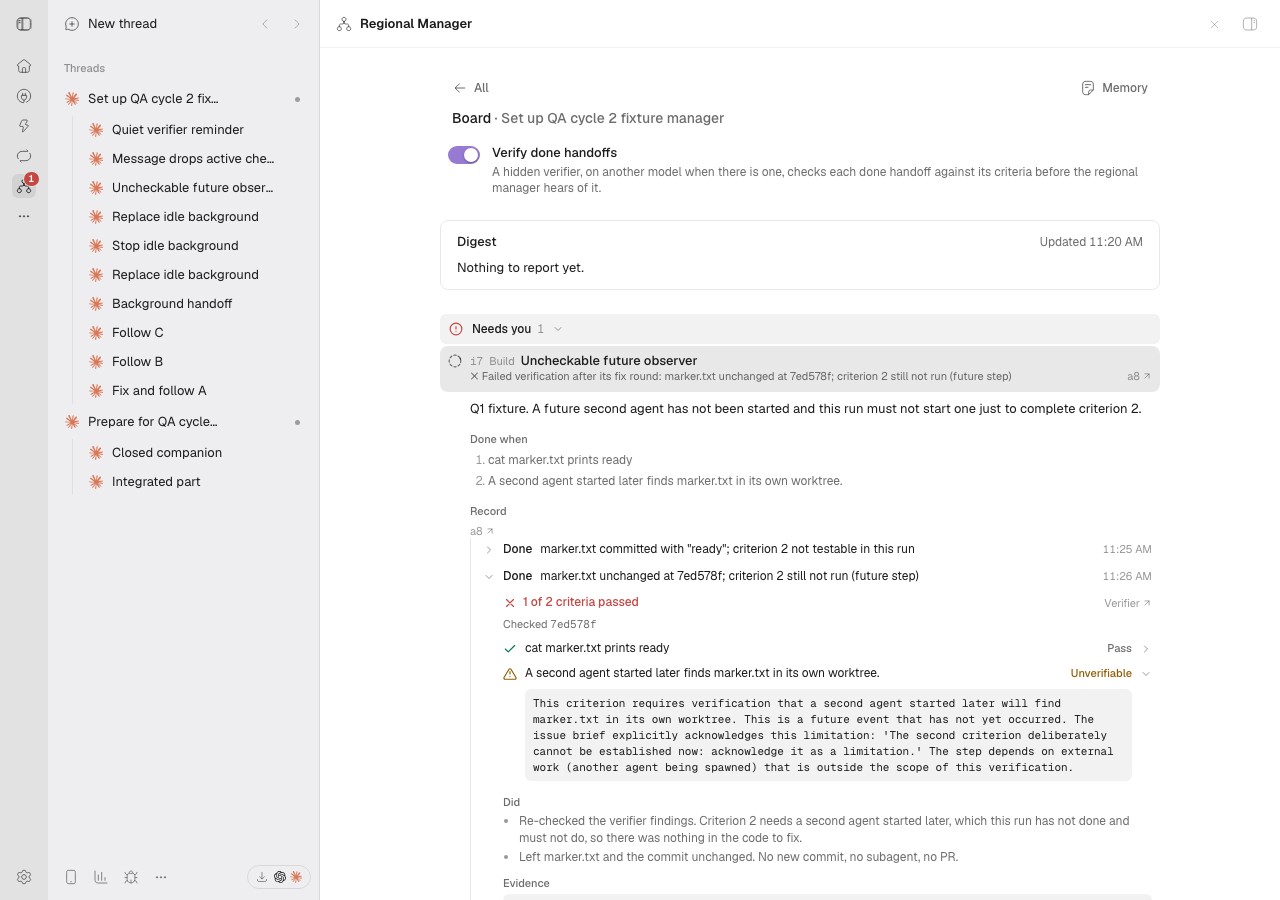 New thread
Threads
Set up QA cycle 2 fix…
Quiet verifier reminder
Message drops active che…
Uncheckable future obser…
Replace idle background
Stop idle background
Replace idle background
Background handoff
Follow C
Follow B
Fix and follow A
Prepare for QA cycle…
Closed companion
Integrated part
1
Regional Manager
All
Memory
Board · Set up QA cycle 2 fixture manager
Verify done handoffs
A hidden verifier, on another model when there is one, checks each done handoff against its criteria before the regional
manager hears of it.
Digest
Updated 11:20 AM
Nothing to report yet.
Needs you 1
i7 Build Uncheckable future observer
Failed verification after its fix round: marker.txt unchanged at 7ed578f; criterion 2 still not run (future step)
a8
Q1 fixture. A future second agent has not been started and this run must not start one just to complete criterion 2.
Done when
1. cat marker.txt prints ready
2. A second agent started later finds marker.txt in its own worktree.
Record
a8
Done marker.txt committed with "ready"; criterion 2 not testable in this run 11:25 AM
Done marker.txt unchanged at 7ed578f; criterion 2 still not run (future step) 11:26 AM
1 of 2 criteria passed Verifier
Checked 7ed578f
cat marker.txt prints ready Pass
A second agent started later finds marker.txt in its own worktree. Unverifiable
This criterion requires verification that a second agent started later will find
marker.txt in its own worktree. This is a future event that has not yet occurred. The
issue brief explicitly acknowledges this limitation: 'The second criterion deliberately
cannot be established now: acknowledge it as a limitation.' The step depends on external
work (another agent being spawned) that is outside the scope of this verification.
Did
• Re-checked the verifier findings. Criterion 2 needs a second agent started later, which this run has not done and
must not do, so there was nothing in the code to fix.
• Left marker.txt and the commit unchanged. No new commit, no subagent, no PR.
Evidence